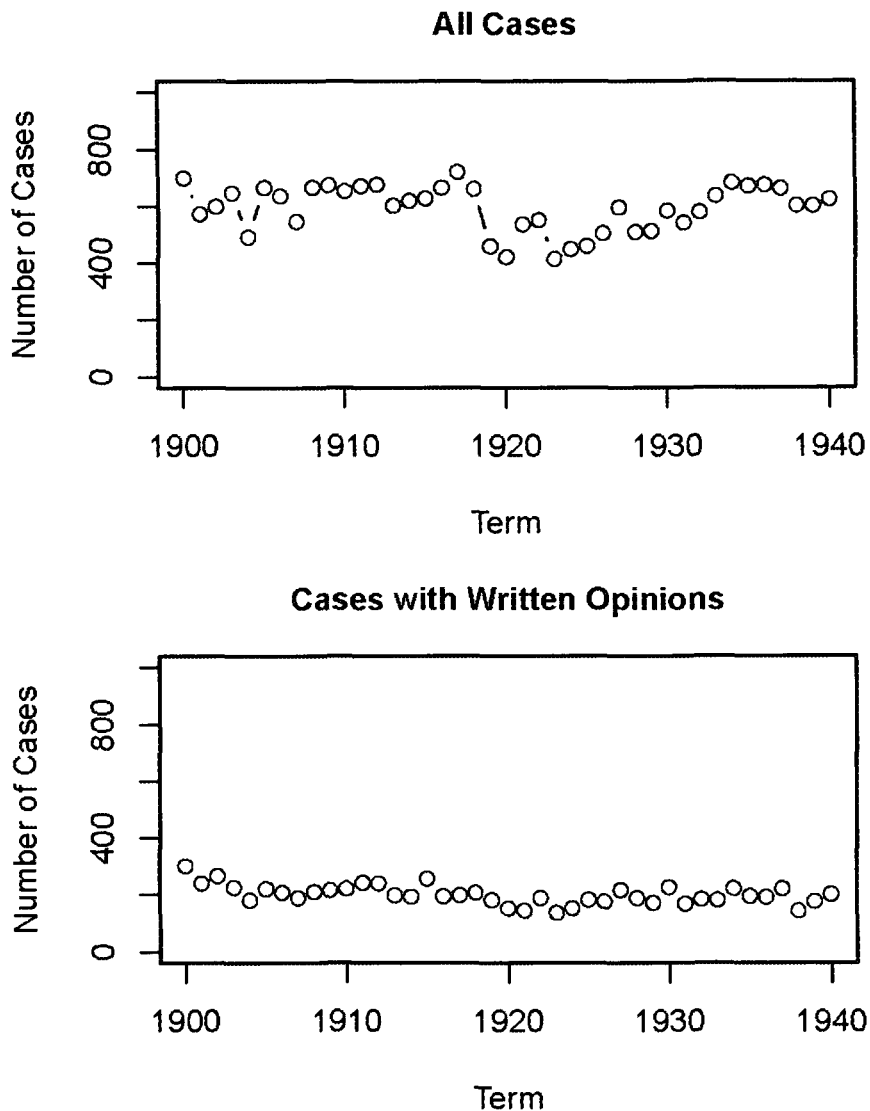 All Cases
Number of Cases
800
400
0
1900 1910 1920 1930 1940
Term
Cases with Written Opinions
Number of Cases
800
400
0
1900 1910 1920 1930 1940
Term